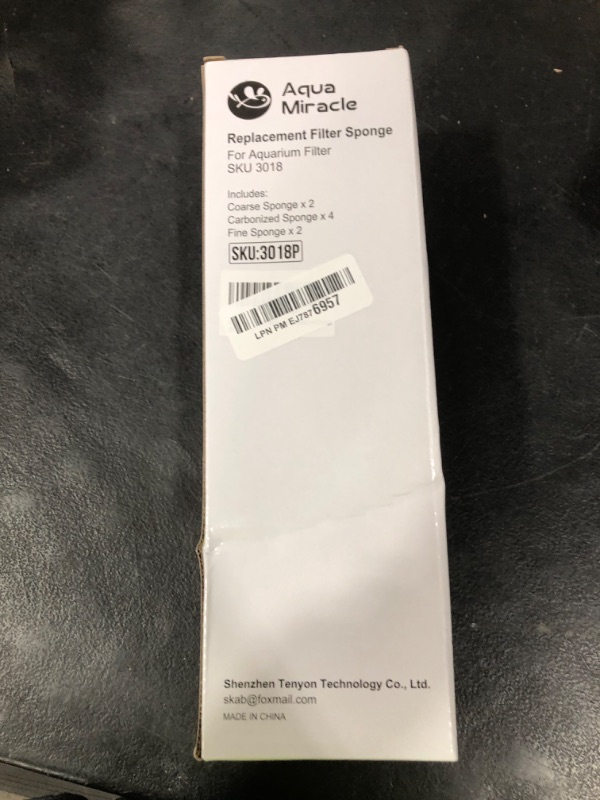 Aqua
Miracle
Replacement Filter Sponge
For Aquarium Filter
SKU 3018
Includes:
Coarse Sponge x 2
Carbonized Sponge x 4
Fine Sponge x 2
SKU:3018P
LPN PM EJ7876957
Shenzhen Tenyon Technology Co., Ltd.
skab@foxmail.com
MADE IN CHINA